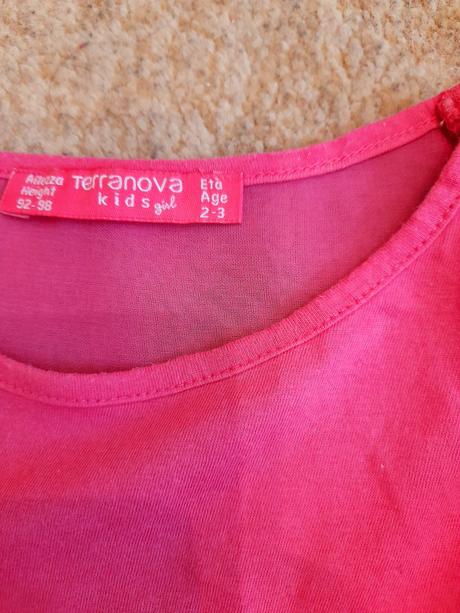 Altezza
Height
92-98
Terranova
kids girl
Età
Age
2-3